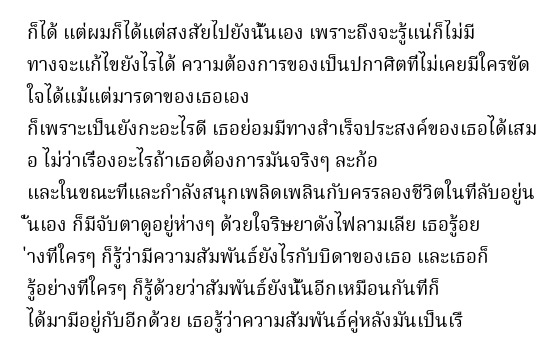 ก็ได้ แต่ผมก็ได้แต่สงสัยไปยังนั้นเอง เพราะถึงจะรู้แน่ก็ไม่มี
ทางจะแก้ไขยังไรได้ ความต้องการของเป็นปกาศิตที่ไม่เคยมีใครขัด
ใจได้แม้แต่มารดาของเธอเอง
ก็เพราะเป็นยังกะอะไรดี เธอย่อมมีทางสำเร็จประสงค์ของเธอได้เสม
อ ไม่ว่าเรื่องอะไรถ้าเธอต้องการมันจริงๆ ละก้อ
และในขณะที่และกำลังสนุกเพลิดเพลินกับครรลองชีวิตในที่ลับอยู่น
ั้นเอง ก็มีจับตาดูอยู่ห่างๆ ด้วยใจริษยาดังไฟลามเลีย เธอรู้อย
่างที่ใครๆ ก็รู้ว่ามีความสัมพันธ์ยังไรกับบิดาของเธอ และเธอก็
รู้อย่างที่ใครๆ ก็รู้ด้วยว่าสัมพันธ์ยังนั้นอีกเหมือนกันที่ก็
ได้มามีอยู่กับอีกด้วย เธอรู้ว่าความสัมพันธ์คู่หลังมันเป็นเรื